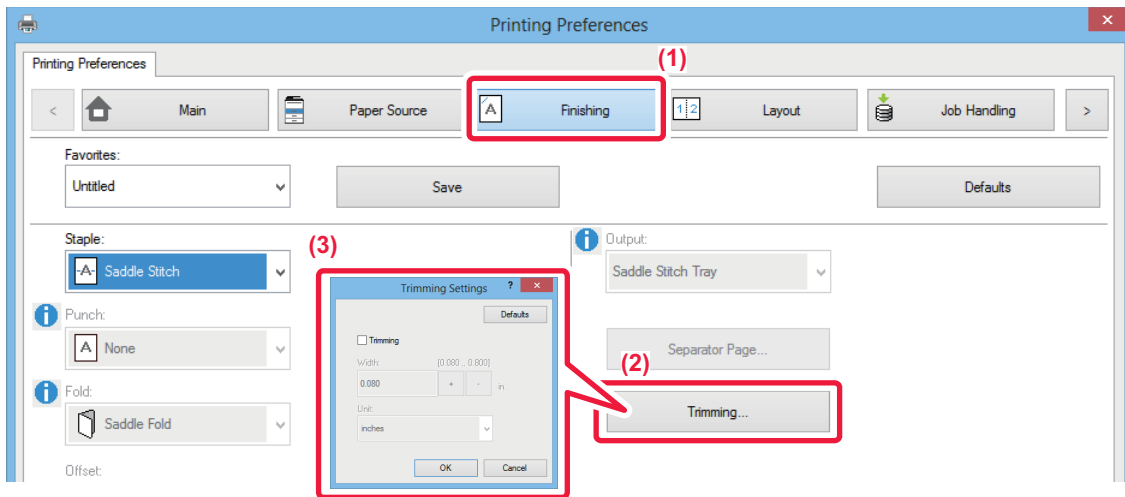 Printing Preferences
Printing Preferences
(1)
< Main Paper Source A Finishing 1 2 Layout Job Handling >
Favorites:
Untitled Save Defaults
Staple:
-A- Saddle Stitch
Punch:
A None
Fold:
Saddle Fold
Offset:
(3)
Trimming Settings ? ×
Defaults
Trimming
Width: [0.080 .. 0.800]
0.080 + - in
Unit:
inches
OK Cancel
Output:
Saddle Stitch Tray
Separator Page...
(2)
Trimming...